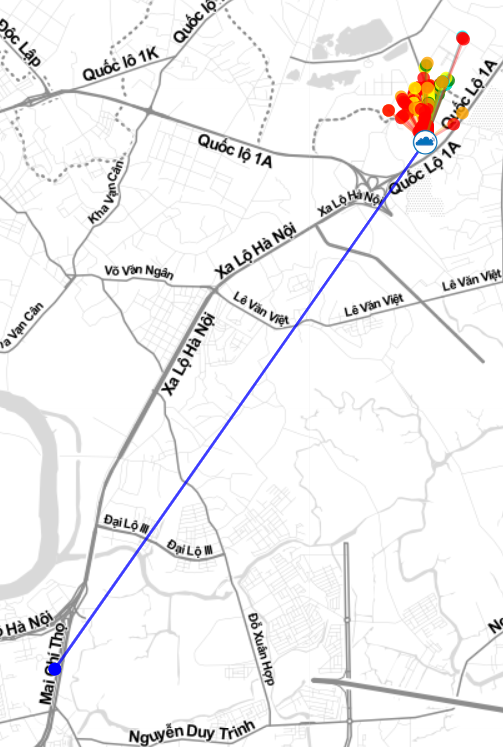 Độc Lập
Quốc lộ 1K
Quốc lộ
Quốc Lộ 1A
Quốc lộ 1A
Quốc Lộ 1A
Kha Vạn Cân
Xa Lộ Hà Nội
Xa Lộ Hà Nội
Võ Văn Ngân
Lê Văn Việt
Lê Văn Việt
Lê Văn Việt
Vạn Cân
Xa Lộ Hà Nội
Đại Lộ III
Đại Lộ III
Hà Nội
Mai Chí Thọ
Đỗ Xuân Hợp
Nguyễn Duy Trinh